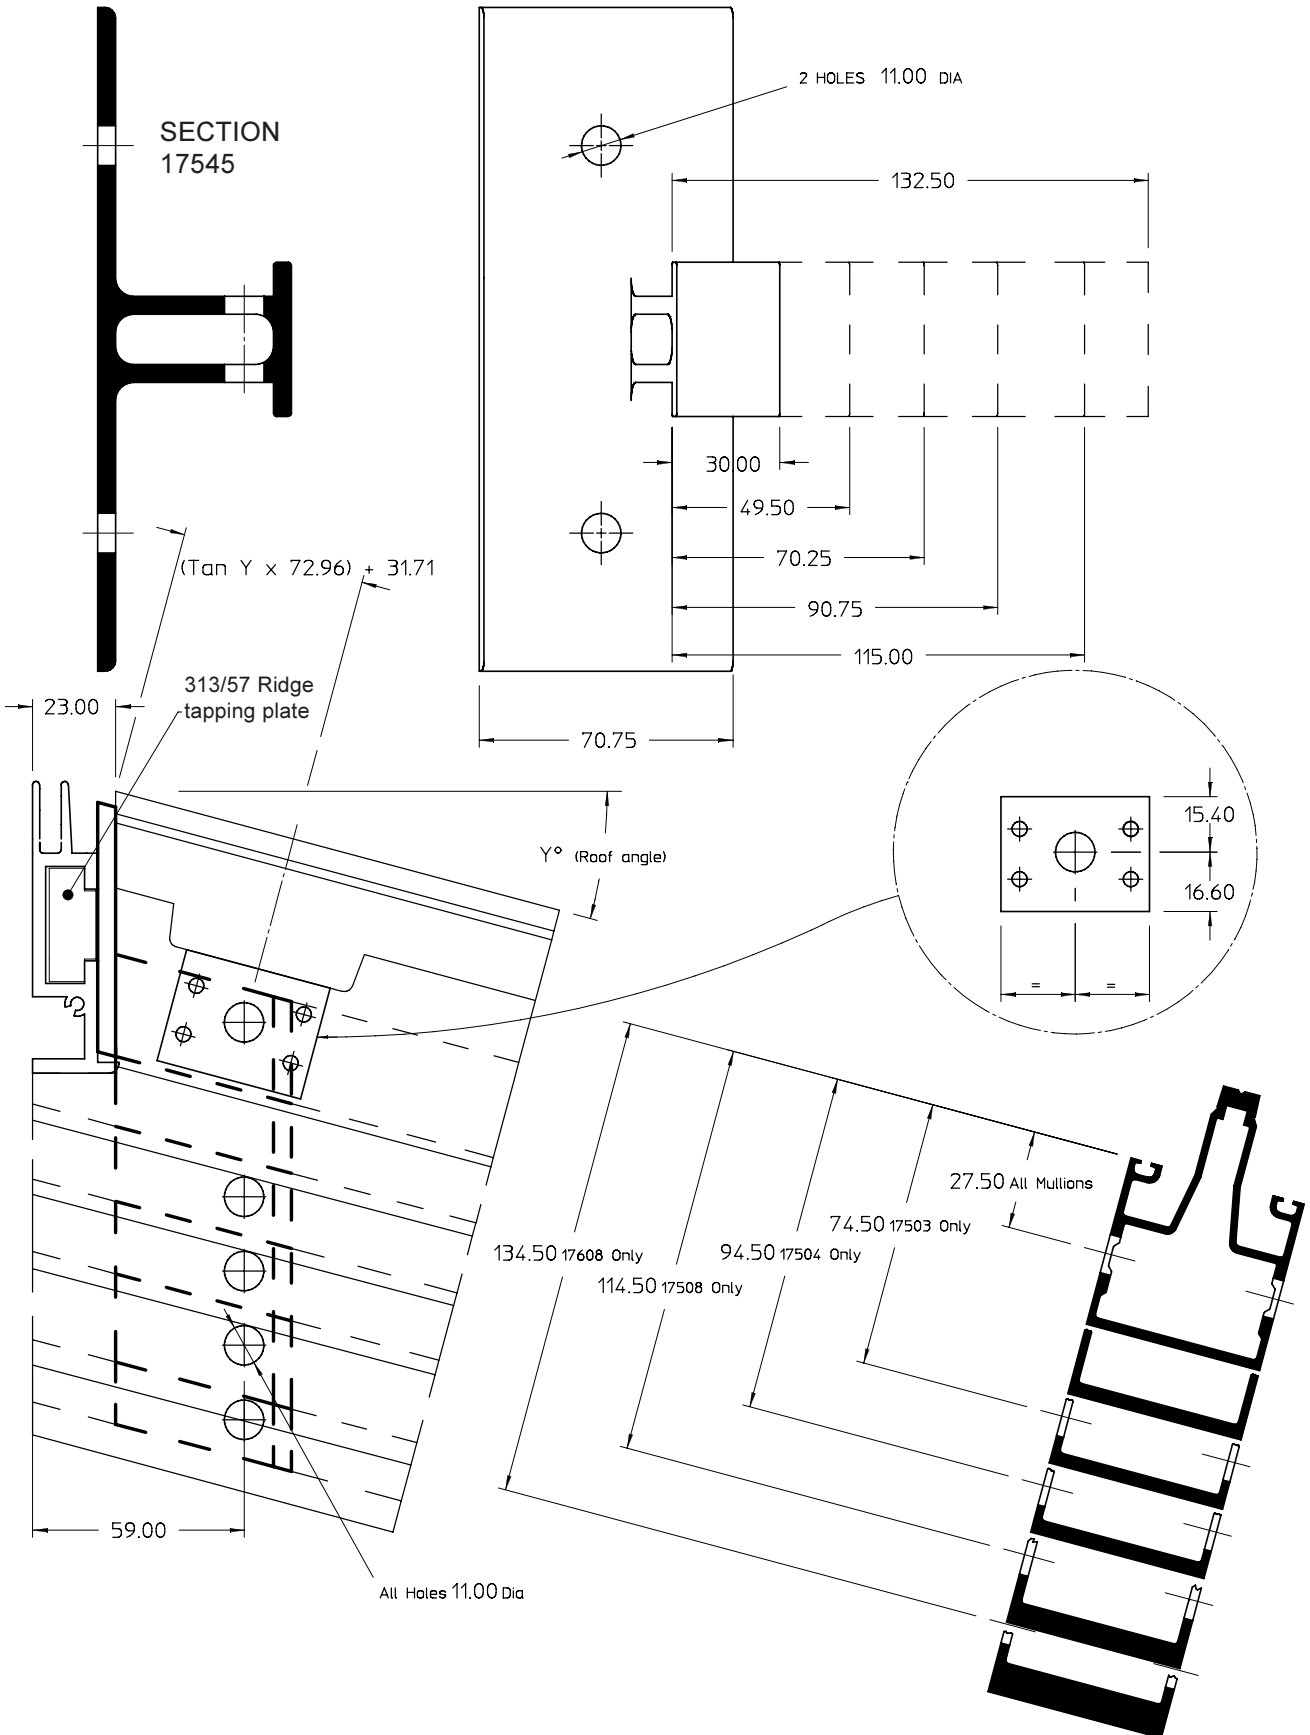 2 HOLES 11.00 DIA
SECTION
17545
132.50
30.00
49.50
70.25
90.75
115.00
70.75
(Tan Y x 72.96) + 31.71
313/57 Ridge
tapping plate
23.00
Y° (Roof angle)
15.40
16.60
= =
27.50 All Mullions
74.50 17503 Only
94.50 17504 Only
134.50 17608 Only
114.50 17508 Only
59.00
All Holes 11.00 Dia